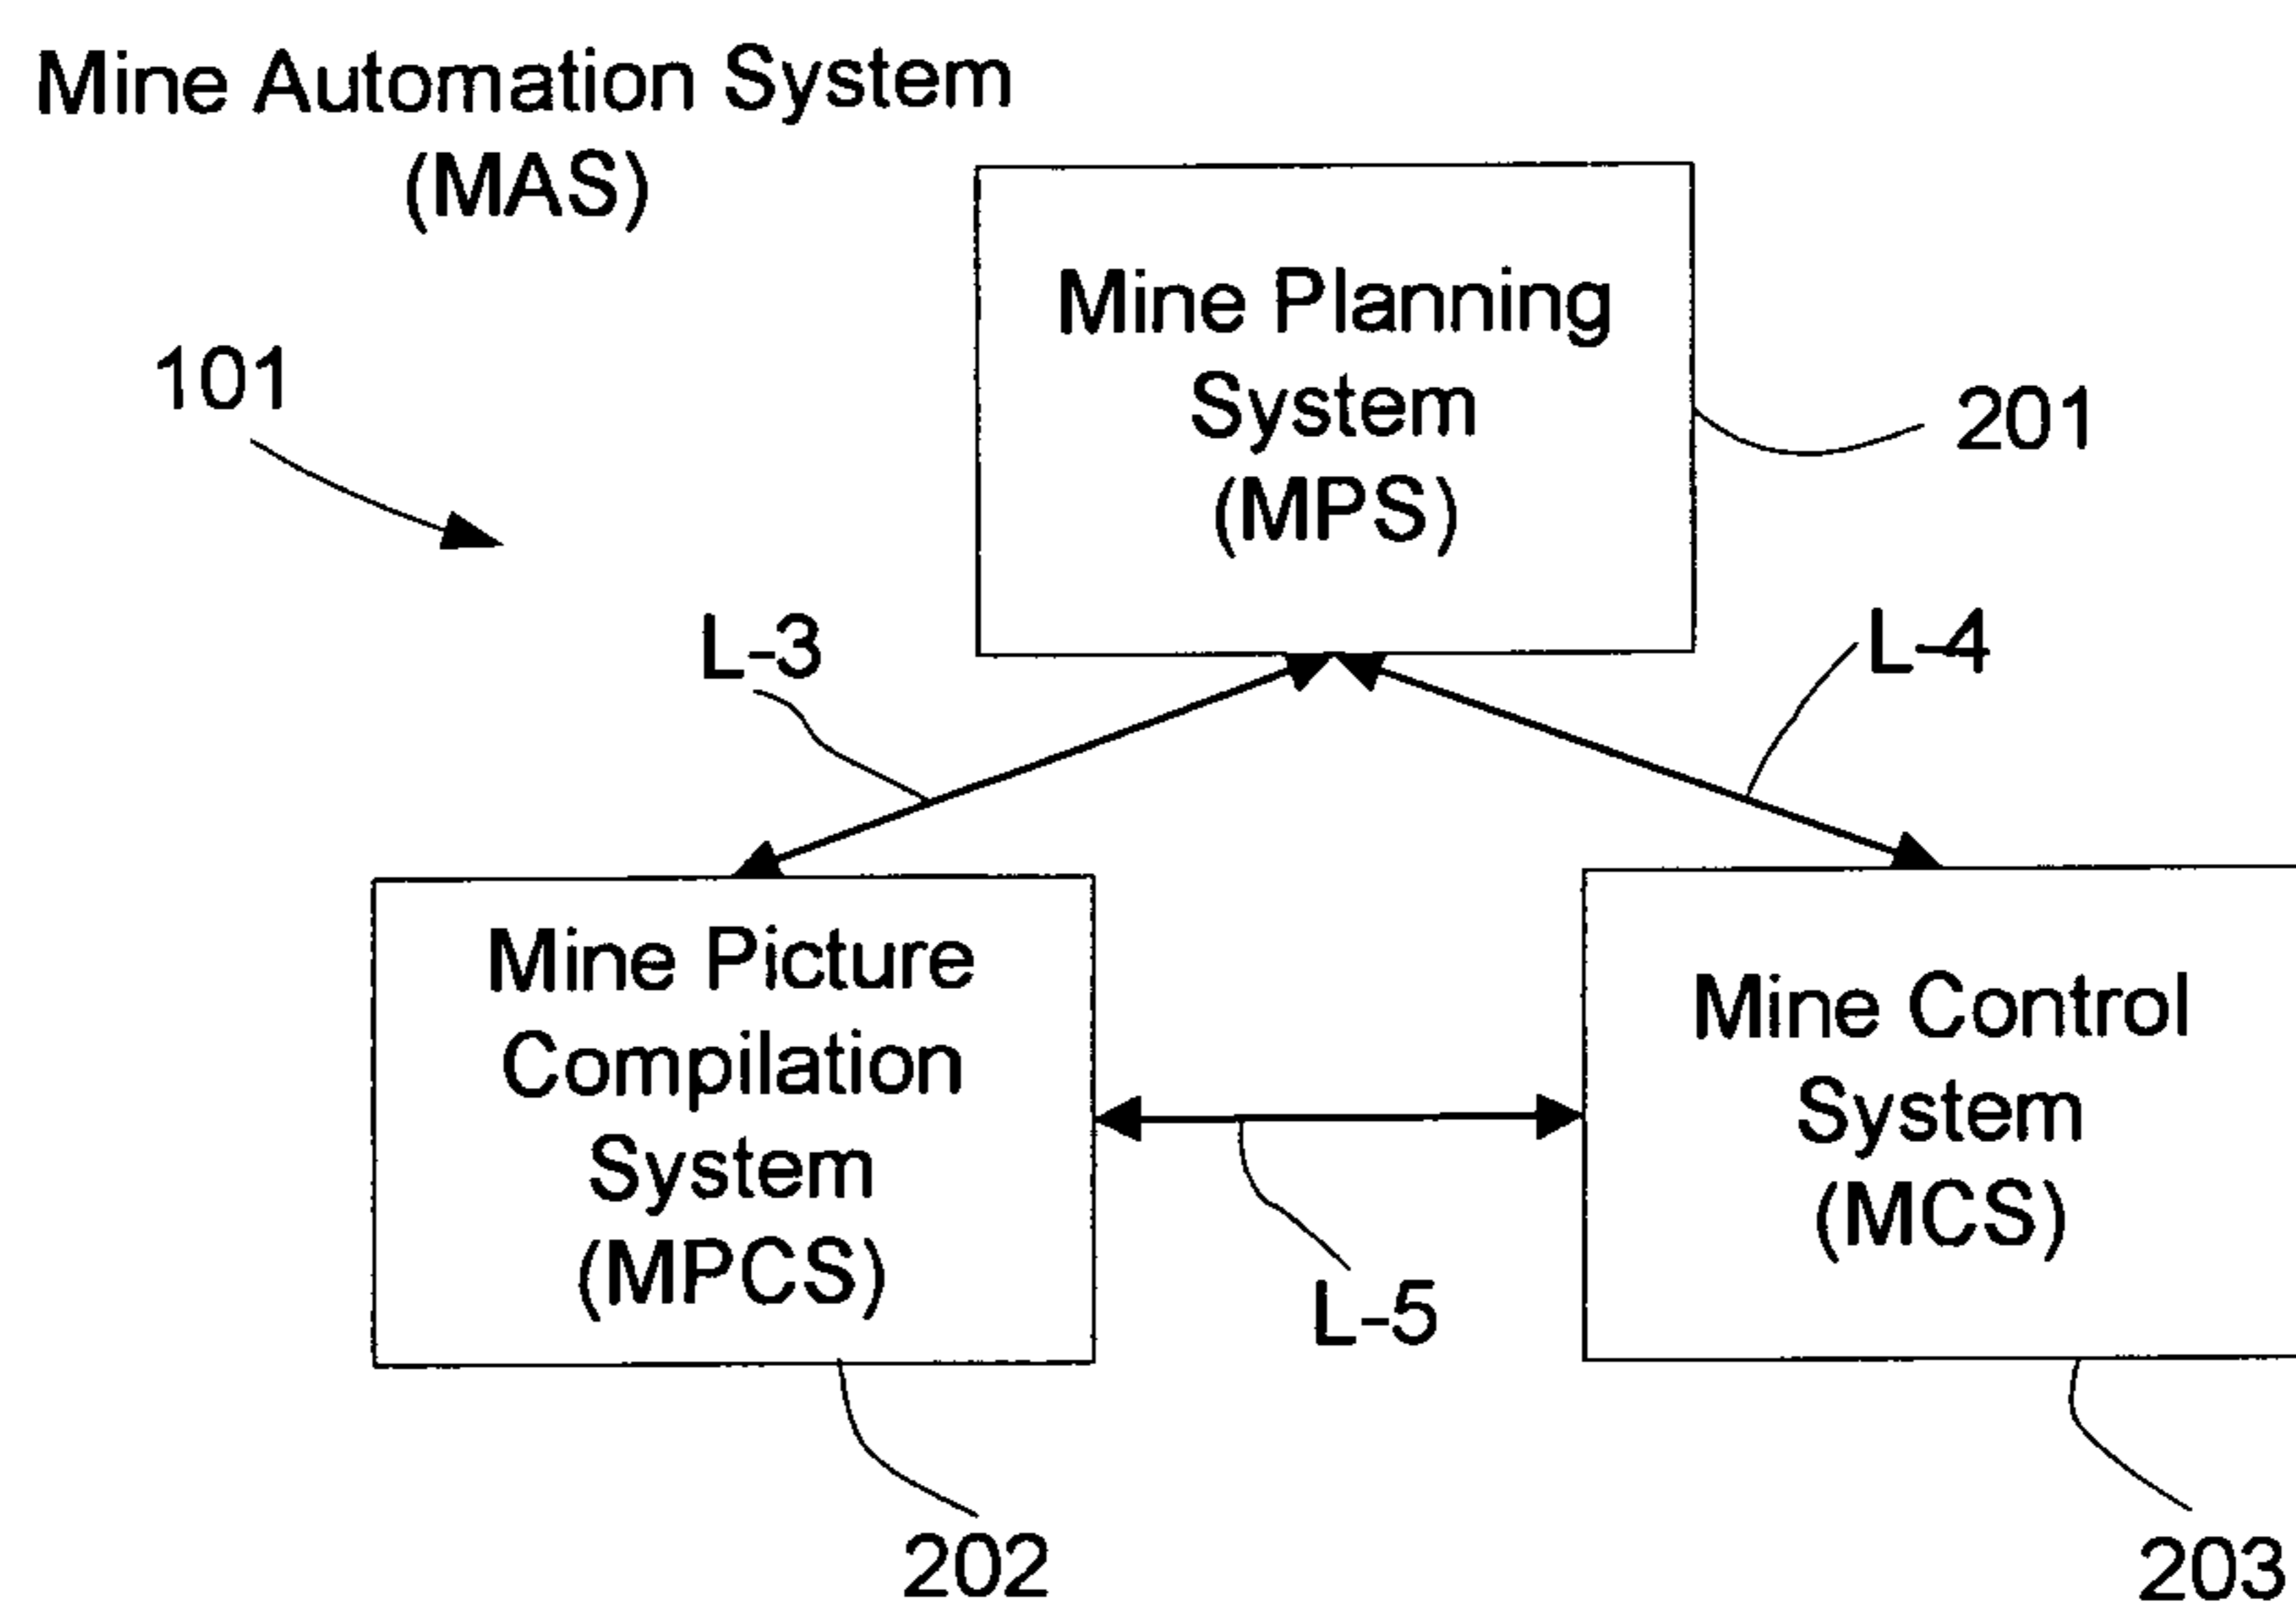 Mine Automation System
(MAS)
101
Mine Planning
System
(MPS)
201
L-3
L-4
Mine Picture
Compilation
System
(MPCS)
Mine Control
System
(MCS)
L-5
202
203